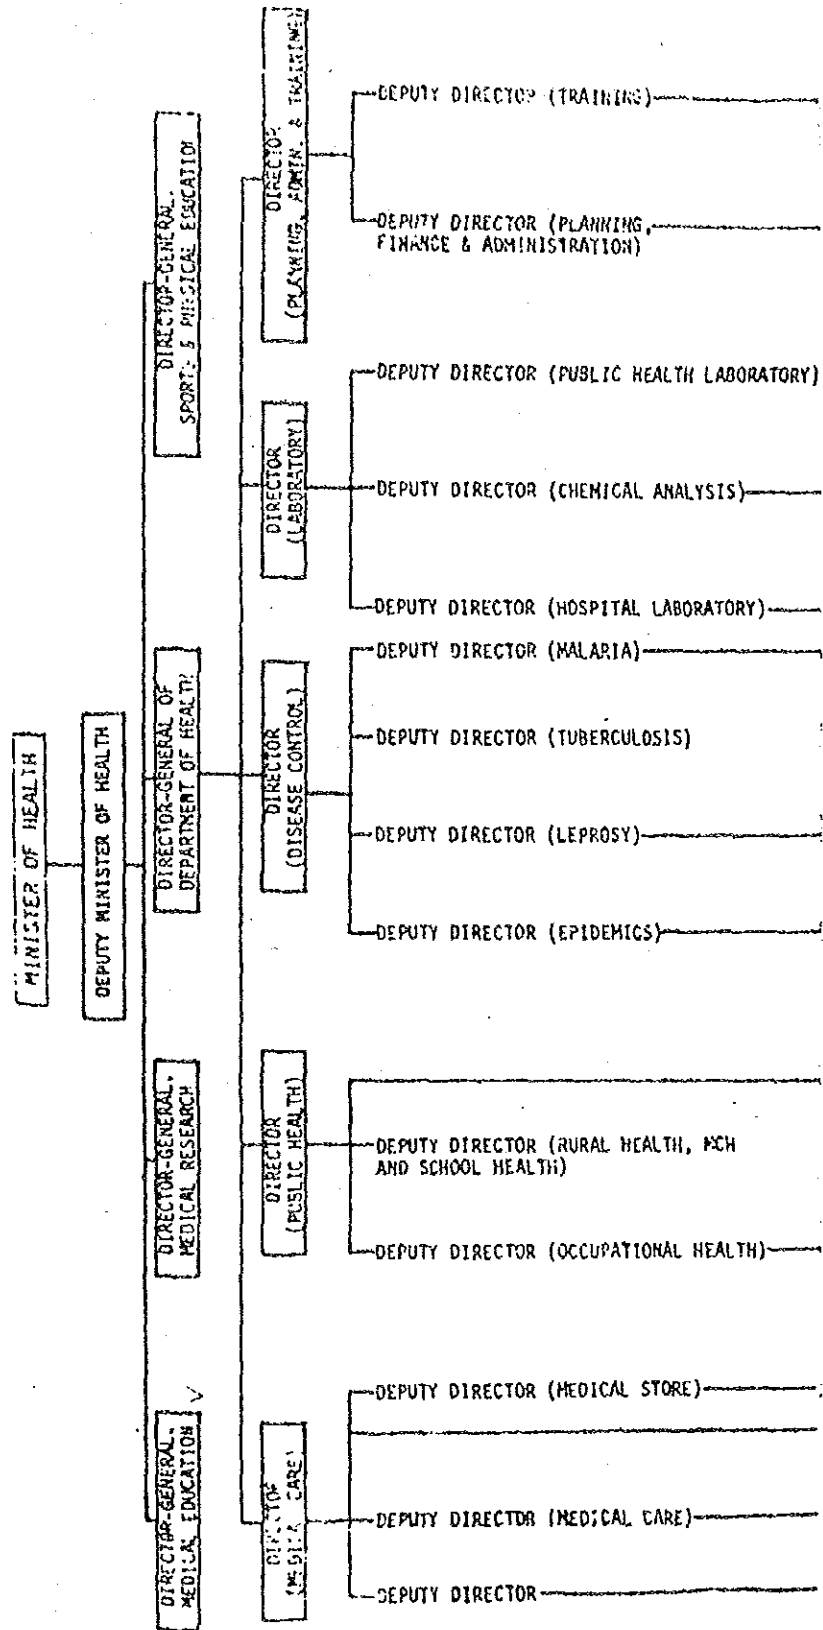 MINISTER OF HEALTH
DEPUTY MINISTER OF HEALTH
DIRECTOR-GENERAL,
MEDICAL EDUCATION
DIRECTOR-GENERAL,
MEDICAL RESEARCH
DIRECTOR-GENERAL OF
DEPARTMENT OF HEALTH
DIRECTOR-GENERAL,
SPORTS & PHYSICAL EDUCATION
DIRECTOR
(MEDICAL CARE)
DIRECTOR
(PUBLIC HEALTH)
DIRECTOR
(DISEASE CONTROL)
DIRECTOR
(LABORATORY)
DIRECTOR
(PLANNING, ADMIN. & TRAINING)
DEPUTY DIRECTOR (TRAINING)
DEPUTY DIRECTOR (PLANNING,
FINANCE & ADMINISTRATION)
DEPUTY DIRECTOR (PUBLIC HEALTH LABORATORY)
DEPUTY DIRECTOR (CHEMICAL ANALYSIS)
DEPUTY DIRECTOR (HOSPITAL LABORATORY)
DEPUTY DIRECTOR (MALARIA)
DEPUTY DIRECTOR (TUBERCULOSIS)
DEPUTY DIRECTOR (LEPROSY)
DEPUTY DIRECTOR (EPIDEMICS)
DEPUTY DIRECTOR (RURAL HEALTH, MCH
AND SCHOOL HEALTH)
DEPUTY DIRECTOR (OCCUPATIONAL HEALTH)
DEPUTY DIRECTOR (MEDICAL STORE)
DEPUTY DIRECTOR (MEDICAL CARE)
DEPUTY DIRECTOR